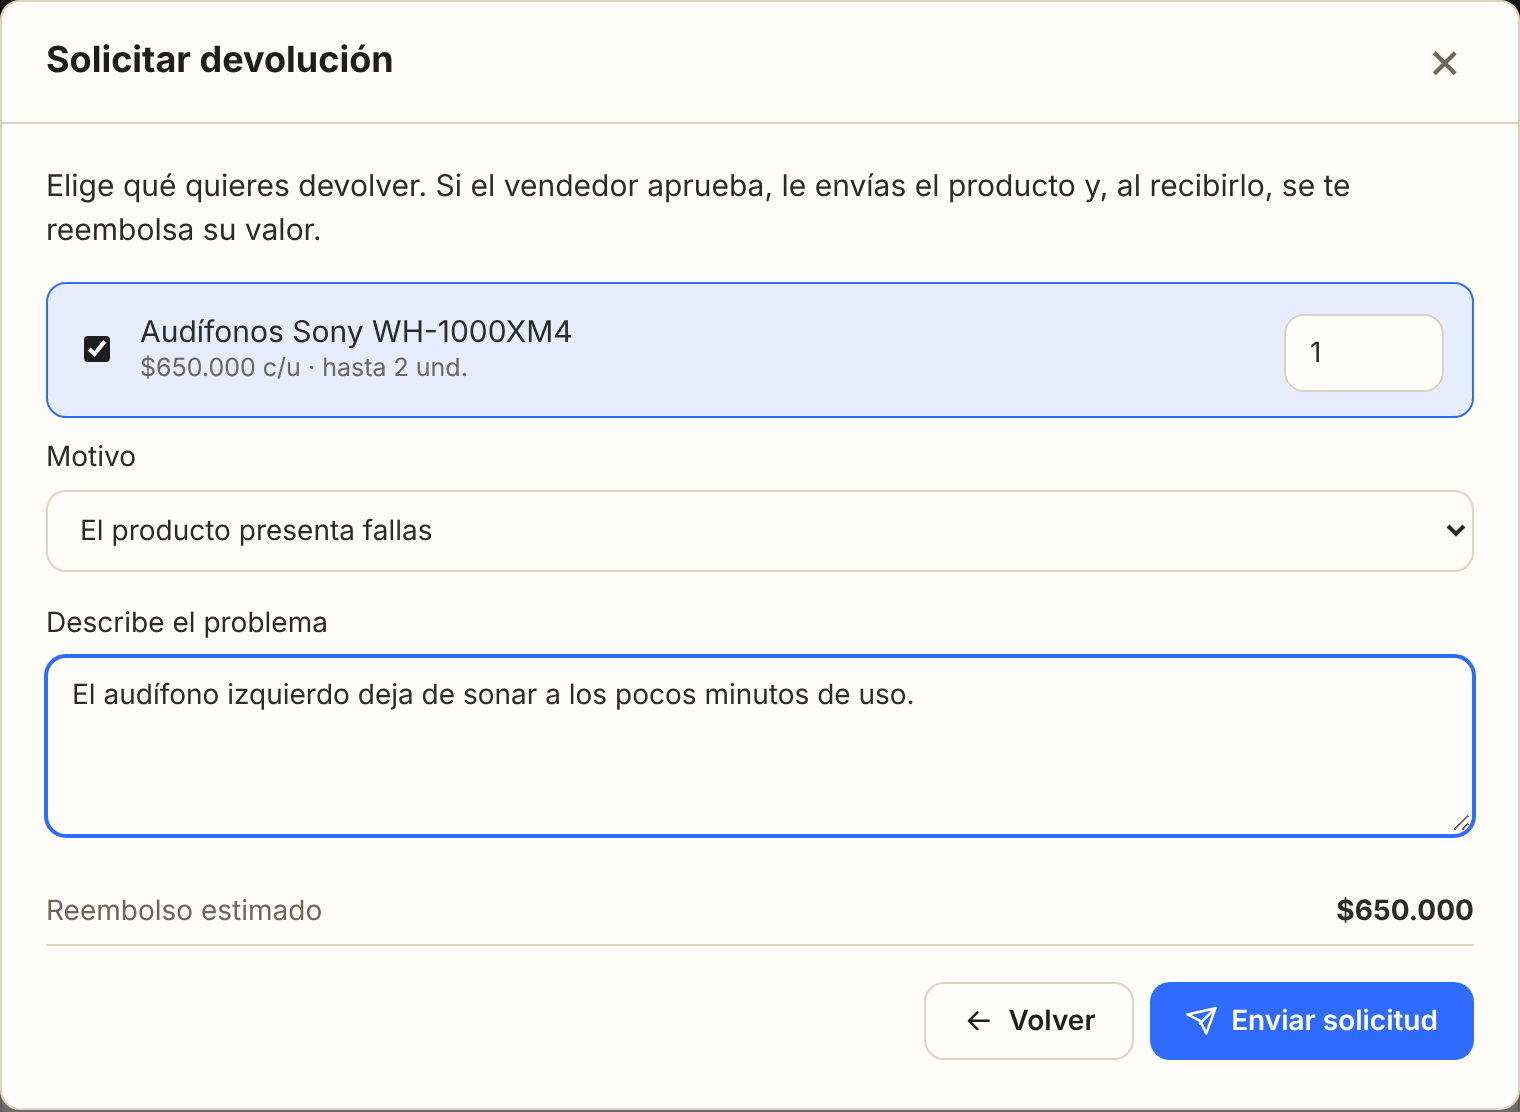 Solicitar devolución
Elige qué quieres devolver. Si el vendedor aprueba, le envías el producto y, al recibirlo, se te
reembolsa su valor.
Audífonos Sony WH-1000XM4
$650.000 c/u · hasta 2 und.
1
Motivo
El producto presenta fallas
Describe el problema
El audífono izquierdo deja de sonar a los pocos minutos de uso.
Reembolso estimado
$650.000
Volver
Enviar solicitud